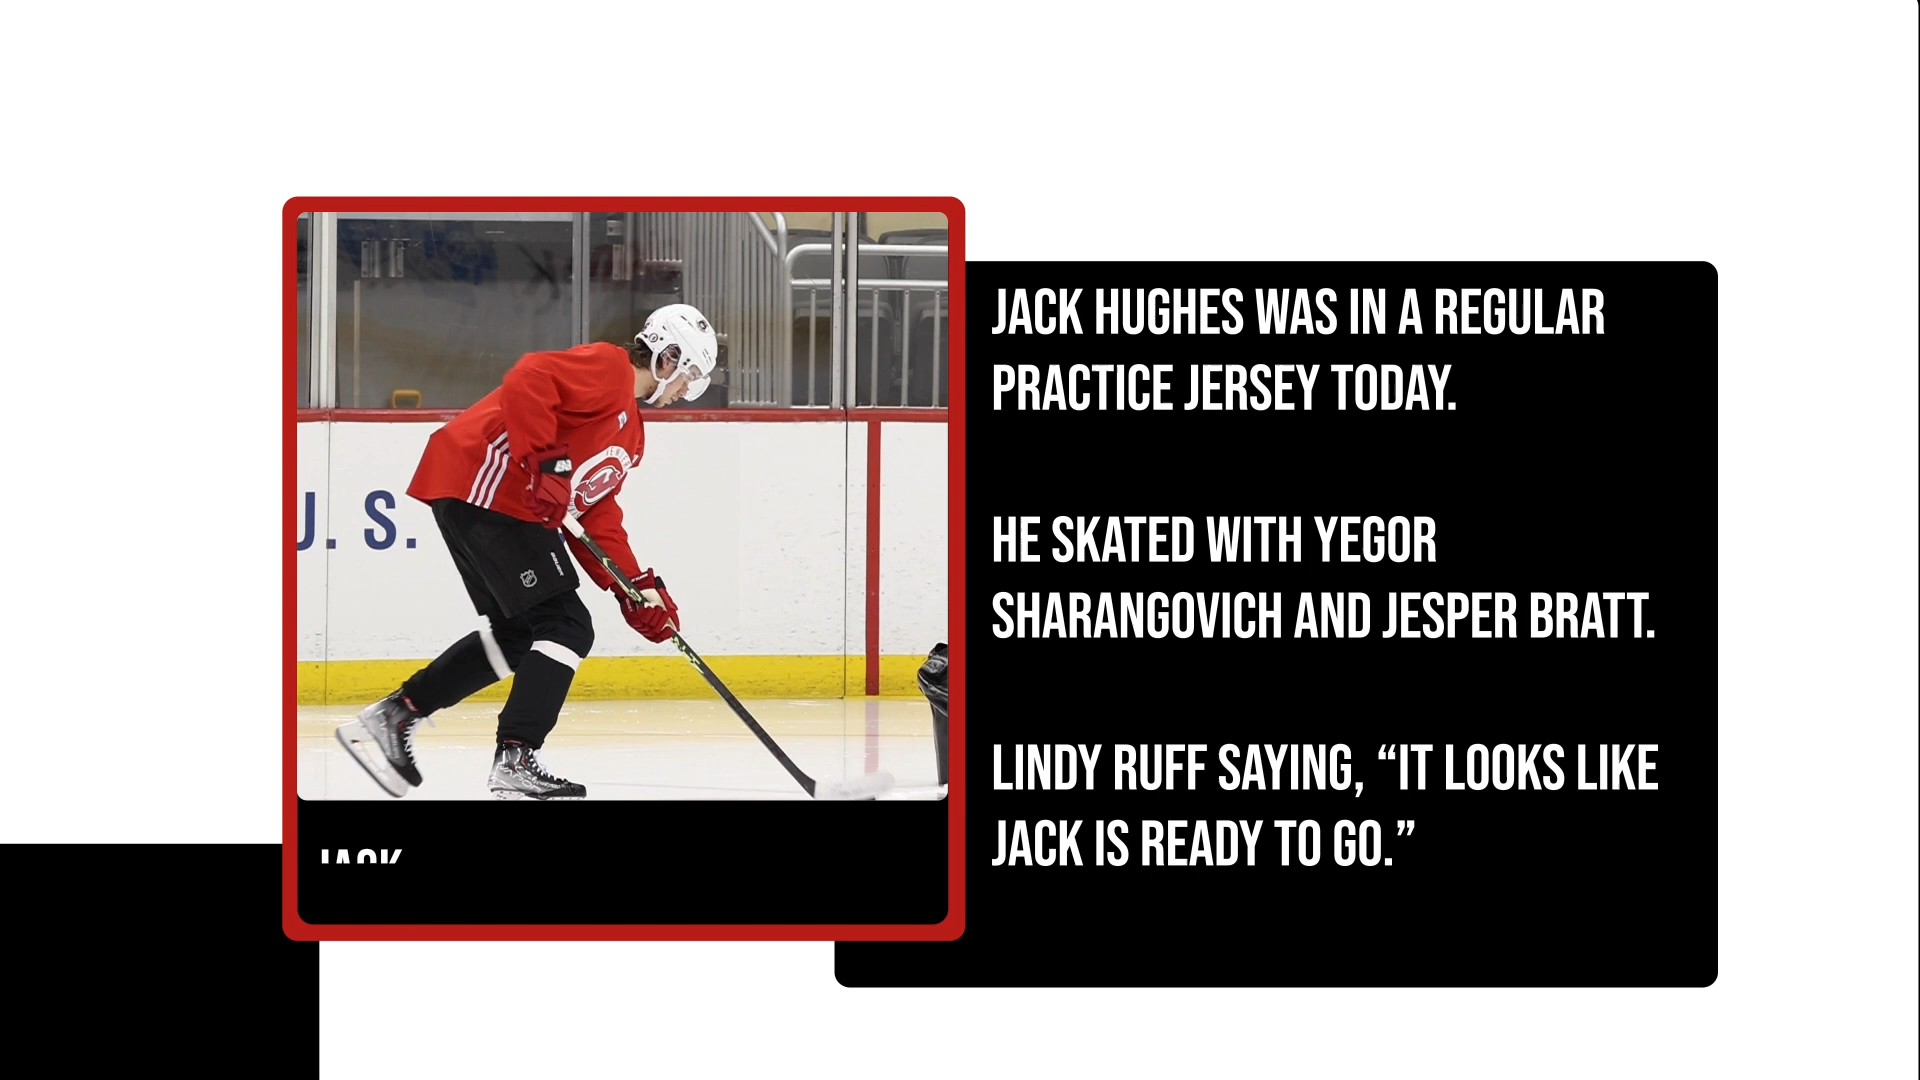 JACK HUGHES WAS IN A REGULAR
PRACTICE JERSEY TODAY.
HE SKATED WITH YEGOR
SHARANGOVICH AND JESPER BRATT.
LINDY RUFF SAYING, “IT LOOKS LIKE
JACK IS READY TO GO.”
U. S.
JACK